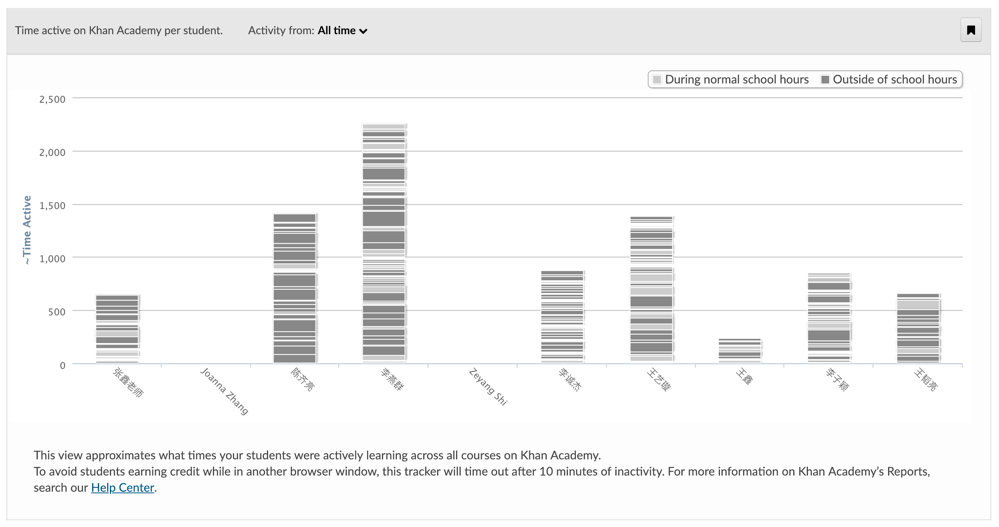 Time active on Khan Academy per student. Activity from: All time
During normal school hours Outside of school hours
2,500
2,000
1,500
1,000
500
0
~Time Active
张鑫老师
Joanna Zhang
陈齐亮
李燕群
Zeyang Shi
李诚杰
王艺璇
王鑫
李子颖
王韬亮
This view approximates what times your students were actively learning across all courses on Khan Academy.
To avoid students earning credit while in another browser window, this tracker will time out after 10 minutes of inactivity. For more information on Khan Academy's Reports,
search our Help Center.